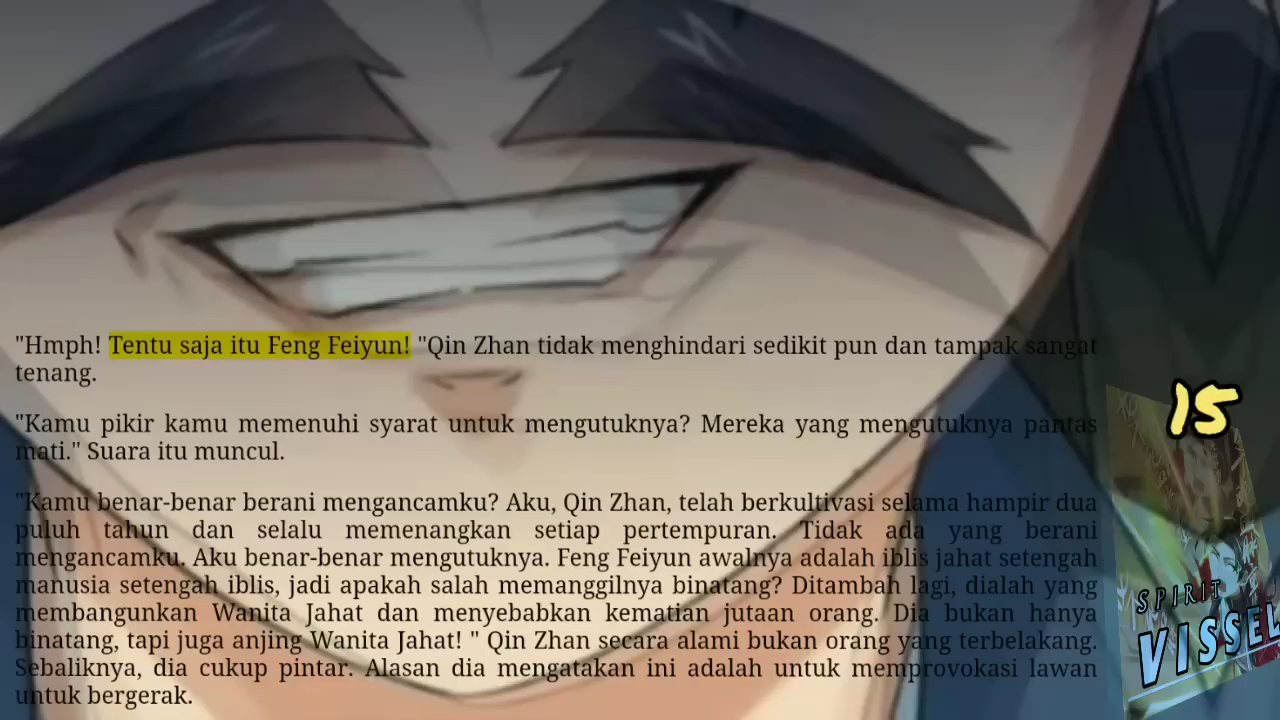 "Hmph! Tentu saja itu Feng Feiyun! "Qin Zhan tidak menghindari sedikit pun dan tampak sangat
tenang.
"Kamu pikir kamu memenuhi syarat untuk mengutuknya? Mereka yang mengutuknya pantas
mati." Suara itu muncul.
"Kamu benar-benar berani mengancamku? Aku, Qin Zhan, telah berkultivasi selama hampir dua
puluh tahun dan selalu memenangkan setiap pertempuran. Tidak ada yang berani
mengancamku. Aku benar-benar mengutuknya. Feng Feiyun awalnya adalah iblis jahat setengah
manusia setengah iblis, jadi apakah salah memanggilnya binatang? Ditambah lagi, dialah yang
membangunkan Wanita Jahat dan menyebabkan kematian jutaan orang. Dia bukan hanya
binatang, tapi juga anjing Wanita Jahat! " Qin Zhan secara alami bukan orang yang terbelakang.
Sebaliknya, dia cukup pintar. Alasan dia mengatakan ini adalah untuk memprovokasi lawan
untuk bergerak.
15
SPIRIT
VISSEL